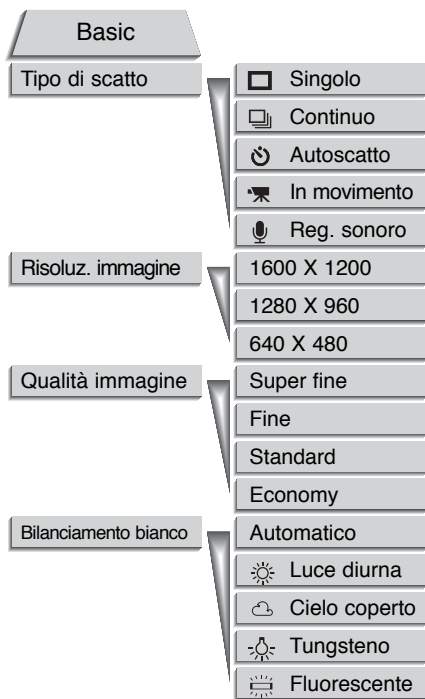 Basic
Tipo di scatto
Singolo
Continuo
Autoscatto
In movimento
Reg. sonoro
Risoluz. immagine
1600 X 1200
1280 X 960
640 X 480
Qualità immagine
Super fine
Fine
Standard
Economy
Bilanciamento bianco
Automatico
Luce diurna
Cielo coperto
Tungsteno
Fluorescente